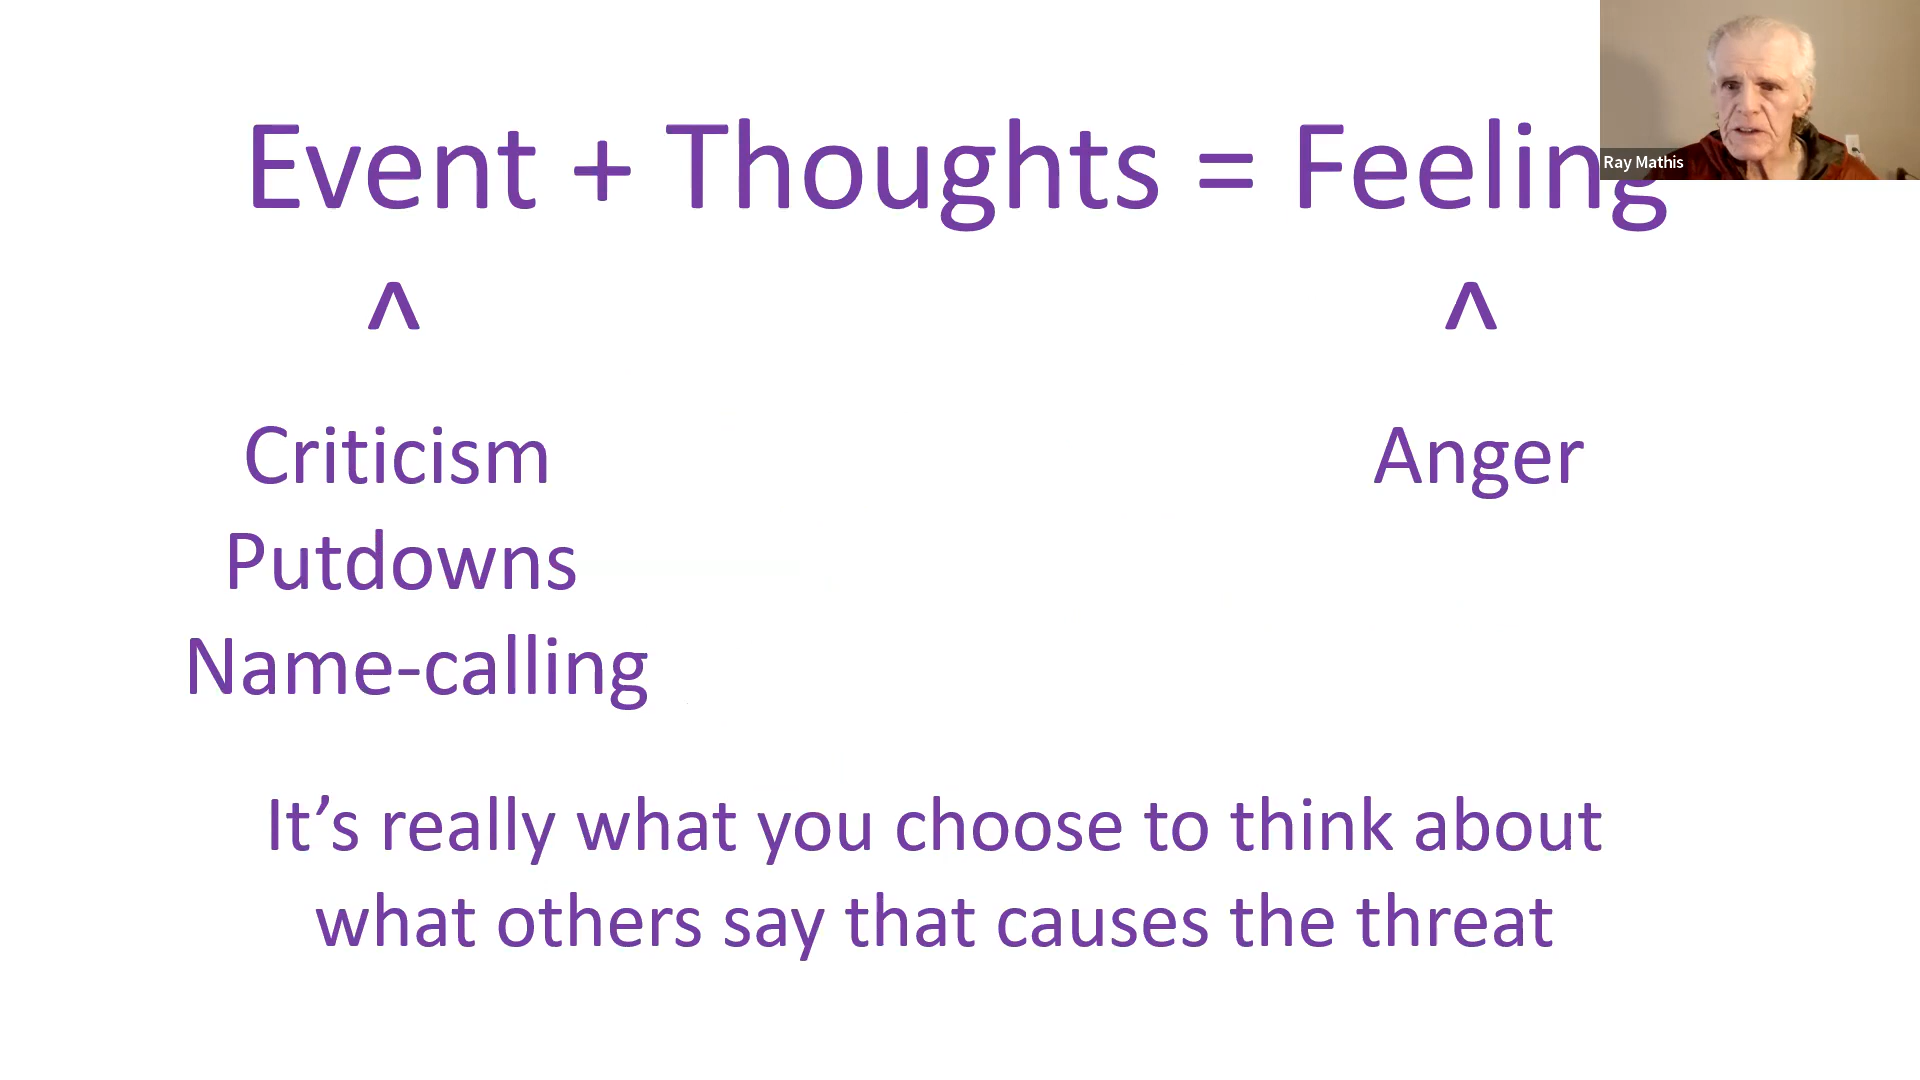 Event + Thoughts = Feeling
Ray Mathis
^ ^
Criticism Anger
Putdowns
Name-calling
It’s really what you choose to think about
what others say that causes the threat